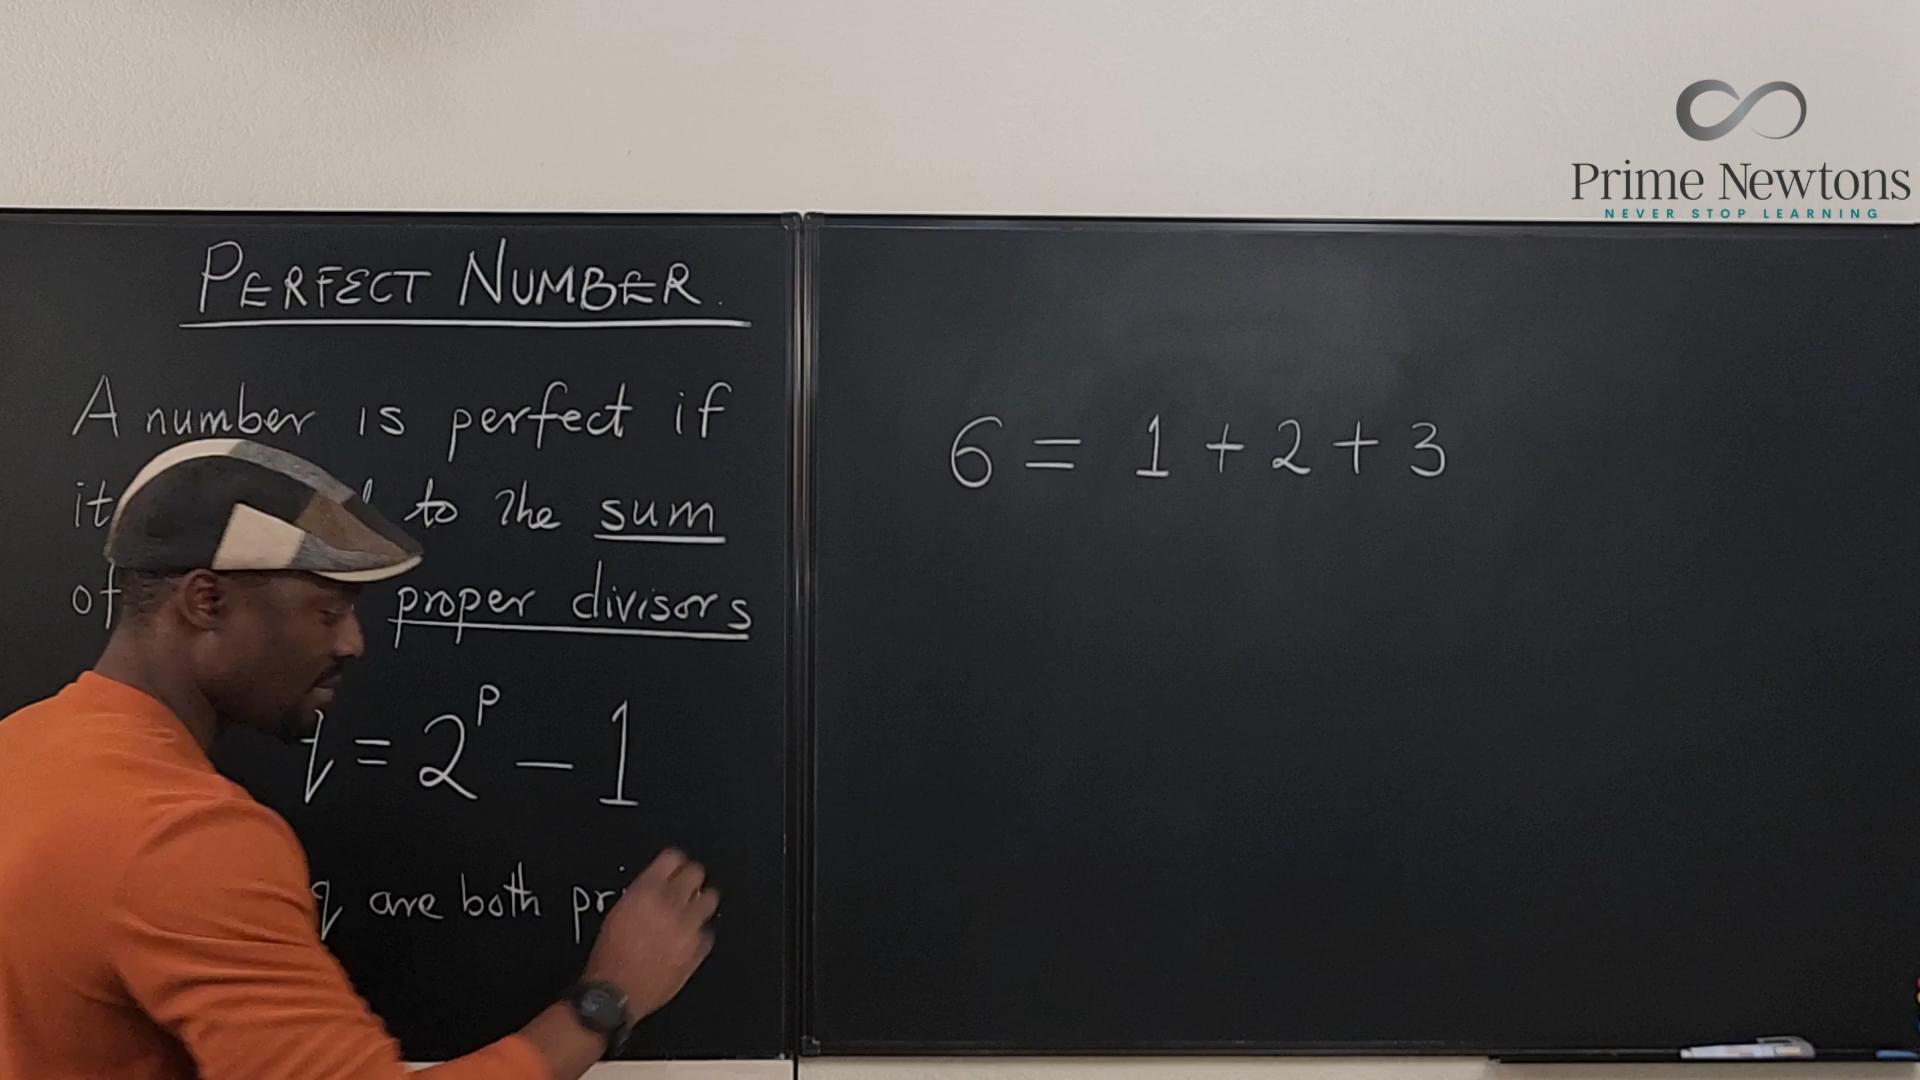 Prime Newtons
NEVER STOP LEARNING
PERFECT NUMBER.
A number is perfect if
it to the sum
of proper divisors
q = 2^p - 1
q are both
6 = 1 + 2 + 3